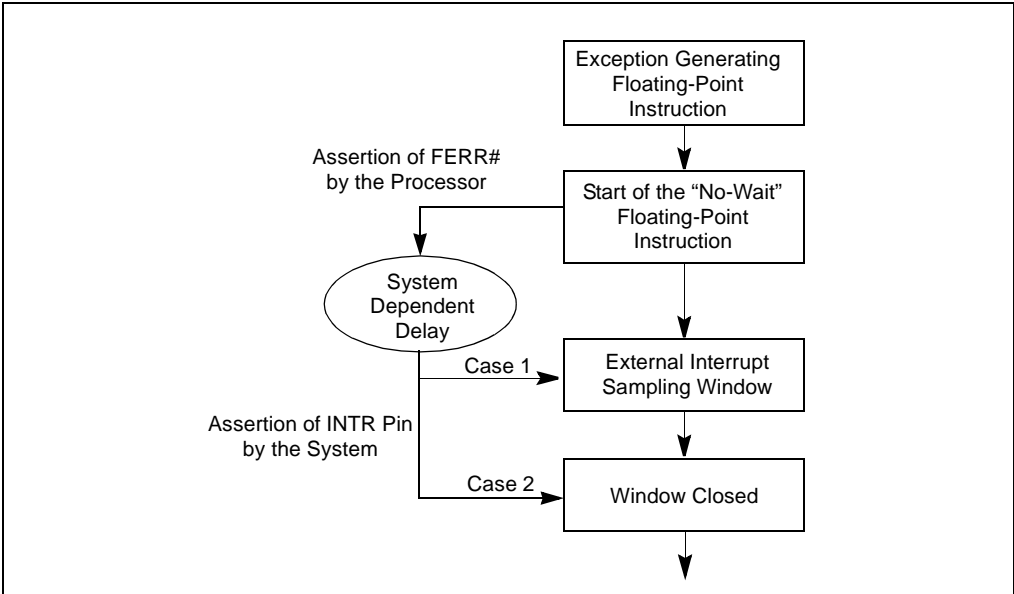 Exception Generating
Floating-Point
Instruction
Assertion of FERR#
by the Processor
Start of the “No-Wait”
Floating-Point
Instruction
System
Dependent
Delay
Case 1
External Interrupt
Sampling Window
Assertion of INTR Pin
by the System
Case 2
Window Closed